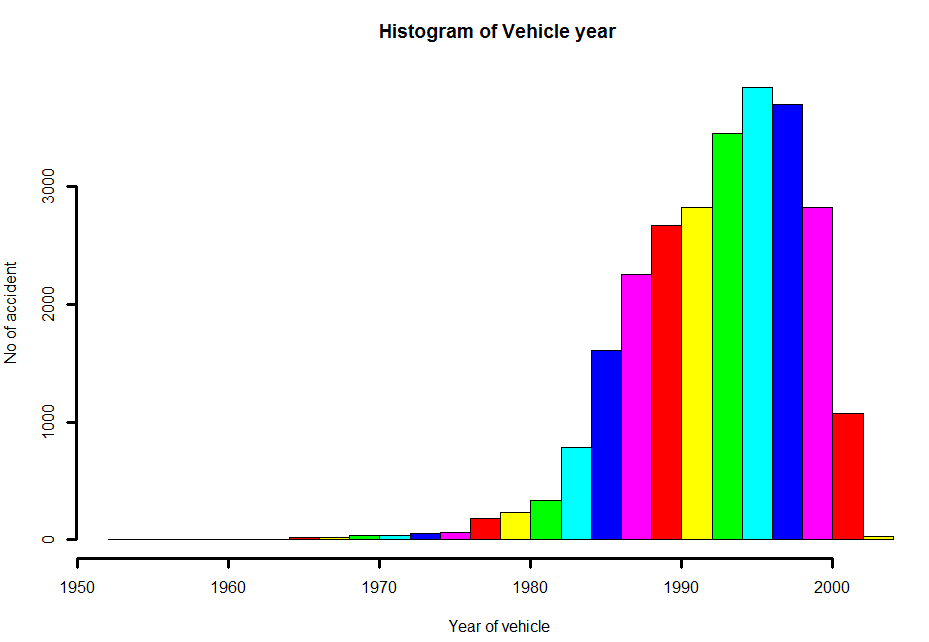 Histogram of Vehicle year
No of accident
3000
2000
1000
0
1950 1960 1970 1980 1990 2000
Year of vehicle